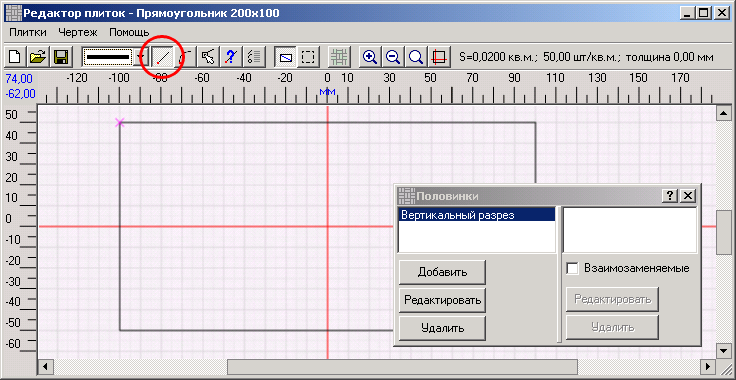 Редактор плиток - Прямоугольник 200x100
Плитки Чертеж Помощь
S=0,0200 кв.м.; 50,00 шт/кв.м.; толщина 0,00 мм
74,00 -120 -100 -80 -60 -40 -20 0 10 30 50 70 90 110 130 150 170
-62,00 мм
50
40
30
20
10
0
-10
-20
-30
-40
-50
-60
Половинки
Вертикальный разрез
Добавить
Взаимозаменяемые
Редактировать
Редактировать
Удалить
Удалить